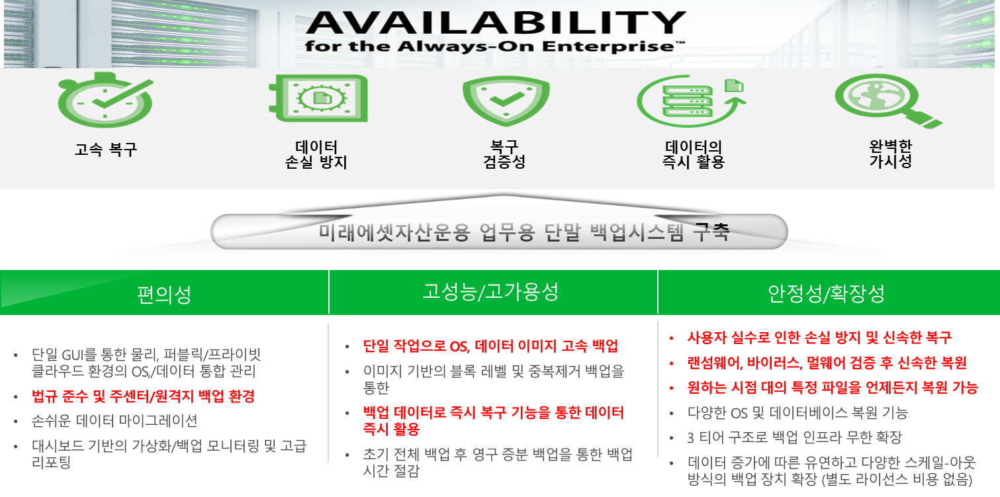 AVAILABILITY
for the Always-On Enterprise™
고속 복구
데이터
손실 방지
복구
검증성
데이터의
즉시 활용
완벽한
가시성
미래에셋자산운용 업무용 단말 백업시스템 구축
편의성
고성능/고가용성
안정성/확장성
• 단일 GUI를 통한 물리, 퍼블릭/프라이빗
클라우드 환경의 OS,/데이터 통합 관리
• 법규 준수 및 주센터/원격지 백업 환경
• 손쉬운 데이터 마이그레이션
• 대시보드 기반의 가상화/백업 모니터링 및 고급
리포팅
• 단일 작업으로 OS, 데이터 이미지 고속 백업
• 이미지 기반의 블록 레벨 및 중복제거 백업을
통한
• 백업 데이터로 즉시 복구 기능을 통한 데이터
즉시 활용
• 초기 전체 백업 후 영구 증분 백업을 통한 백업
시간 절감
• 사용자 실수로 인한 손실 방지 및 신속한 복구
• 랜섬웨어, 바이러스, 멀웨어 검증 후 신속한 복원
• 원하는 시점 대의 특정 파일을 언제든지 복원 가능
• 다양한 OS 및 데이터베이스 복원 기능
• 3 티어 구조로 백업 인프라 무한 확장
• 데이터 증가에 따른 유연하고 다양한 스케일-아웃
방식의 백업 장치 확장 (별도 라이선스 비용 없음)